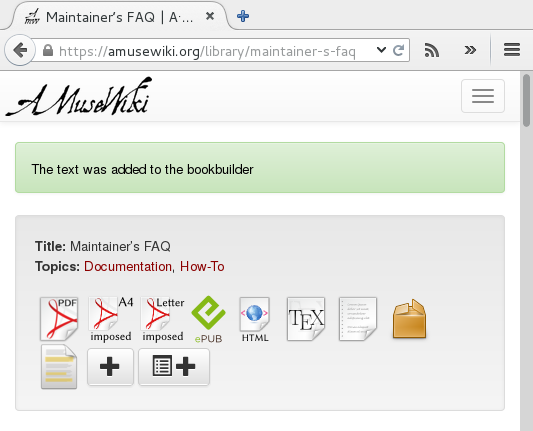 Maintainer's FAQ | A·...
https://amusewiki.org/library/maintainer-s-faq
AMuseWiki
The text was added to the bookbuilder
Title: Maintainer's FAQ
Topics: Documentation, How-To
PDF
A4 imposed
Letter imposed
ePUB
HTML
TEX